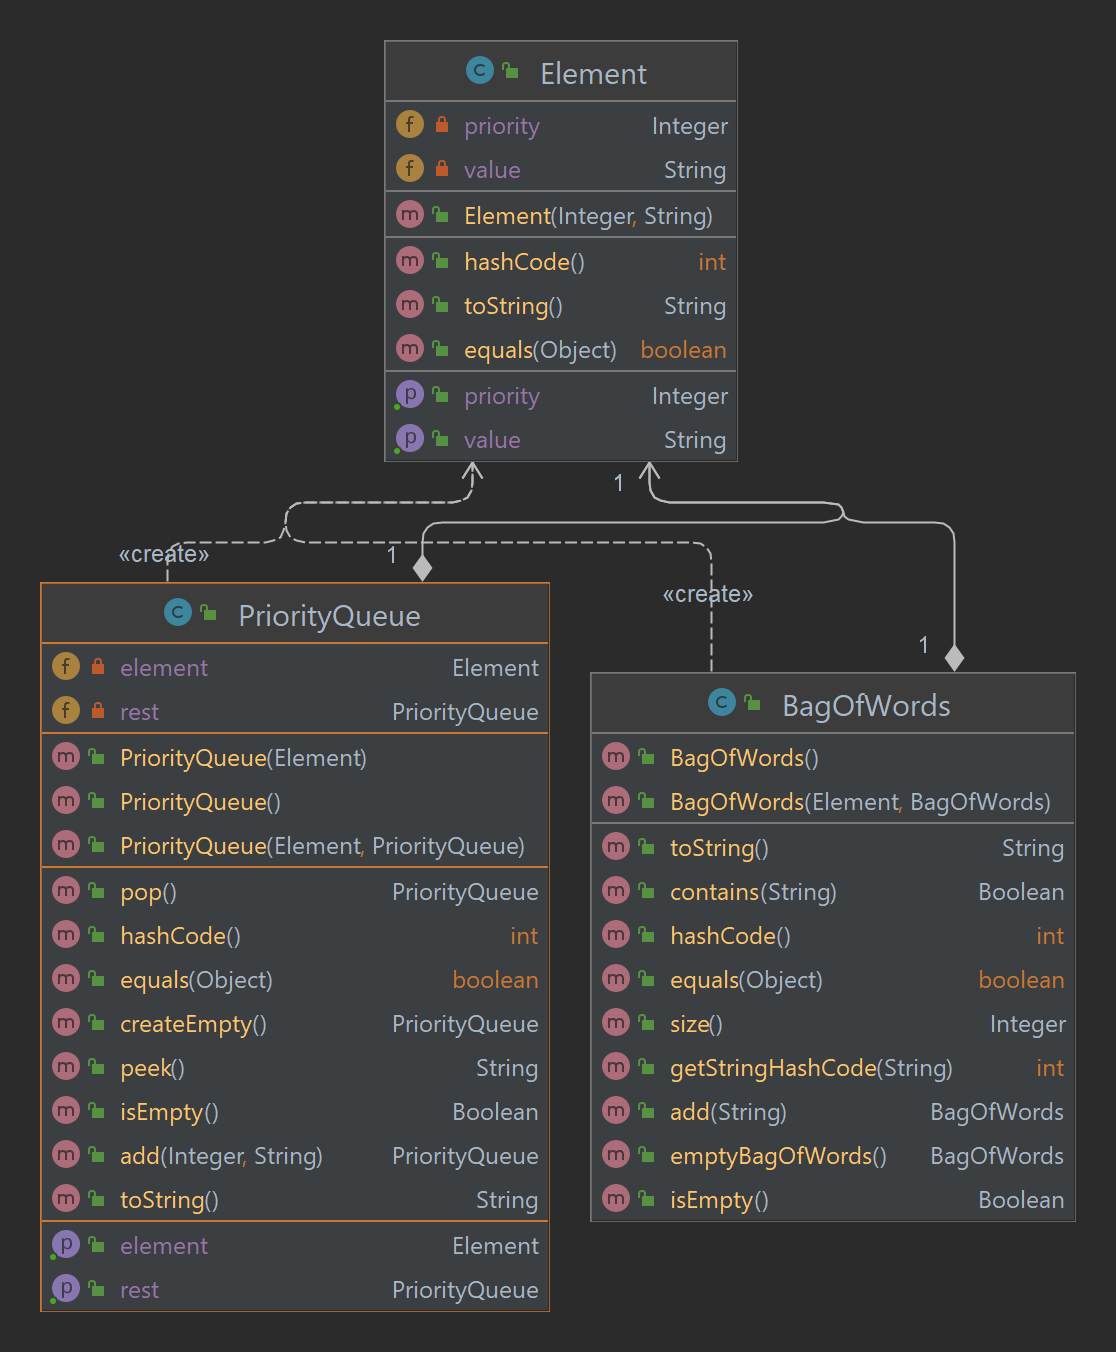 Element
priority Integer
value String
Element(Integer, String)
hashCode() int
toString() String
equals(Object) boolean
priority Integer
value String
1
«create»
1
«create»
1
PriorityQueue
element Element
rest PriorityQueue
PriorityQueue(Element)
PriorityQueue()
PriorityQueue(Element, PriorityQueue)
pop() PriorityQueue
hashCode() int
equals(Object) boolean
createEmpty() PriorityQueue
peek() String
isEmpty() Boolean
add(Integer, String) PriorityQueue
toString() String
element Element
rest PriorityQueue
BagOfWords
BagOfWords()
BagOfWords(Element, BagOfWords)
toString() String
contains(String) Boolean
hashCode() int
equals(Object) boolean
size() Integer
getStringHashCode(String) int
add(String) BagOfWords
emptyBagOfWords() BagOfWords
isEmpty() Boolean